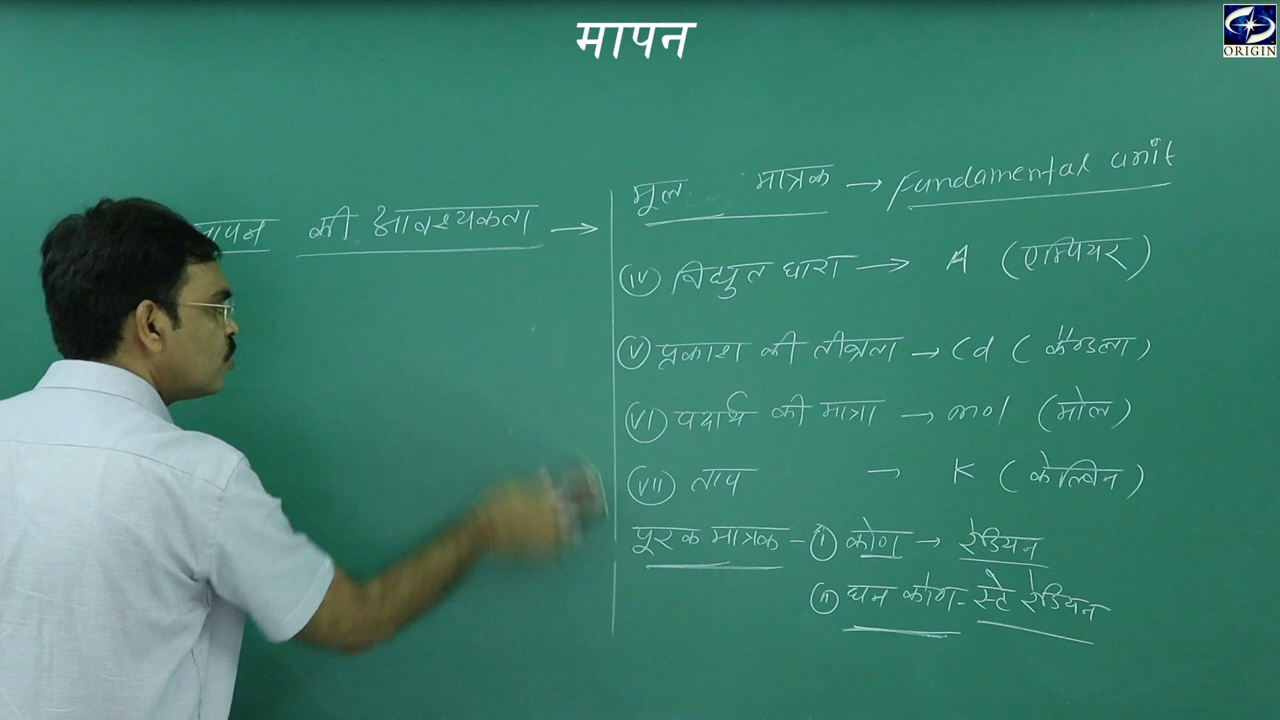 मापन
ORIGIN
मापन की आवश्यकता →
मूल मात्रक → Fundamental unit
(iv) विद्युत धारा → A (एम्पियर)
(v) प्रकाश की तीव्रता → Cd (कैण्डला)
(vi) पदार्थ की मात्रा → mol (मोल)
(vii) ताप → K (केल्विन)
पूरक मात्रक - (i) कोण → रेडियन
(ii) घन कोण - स्टे रेडियन